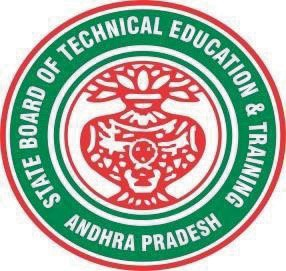 STATE BOARD OF TECHNICAL EDUCATION & TRAINING
ANDHRA PRADESH